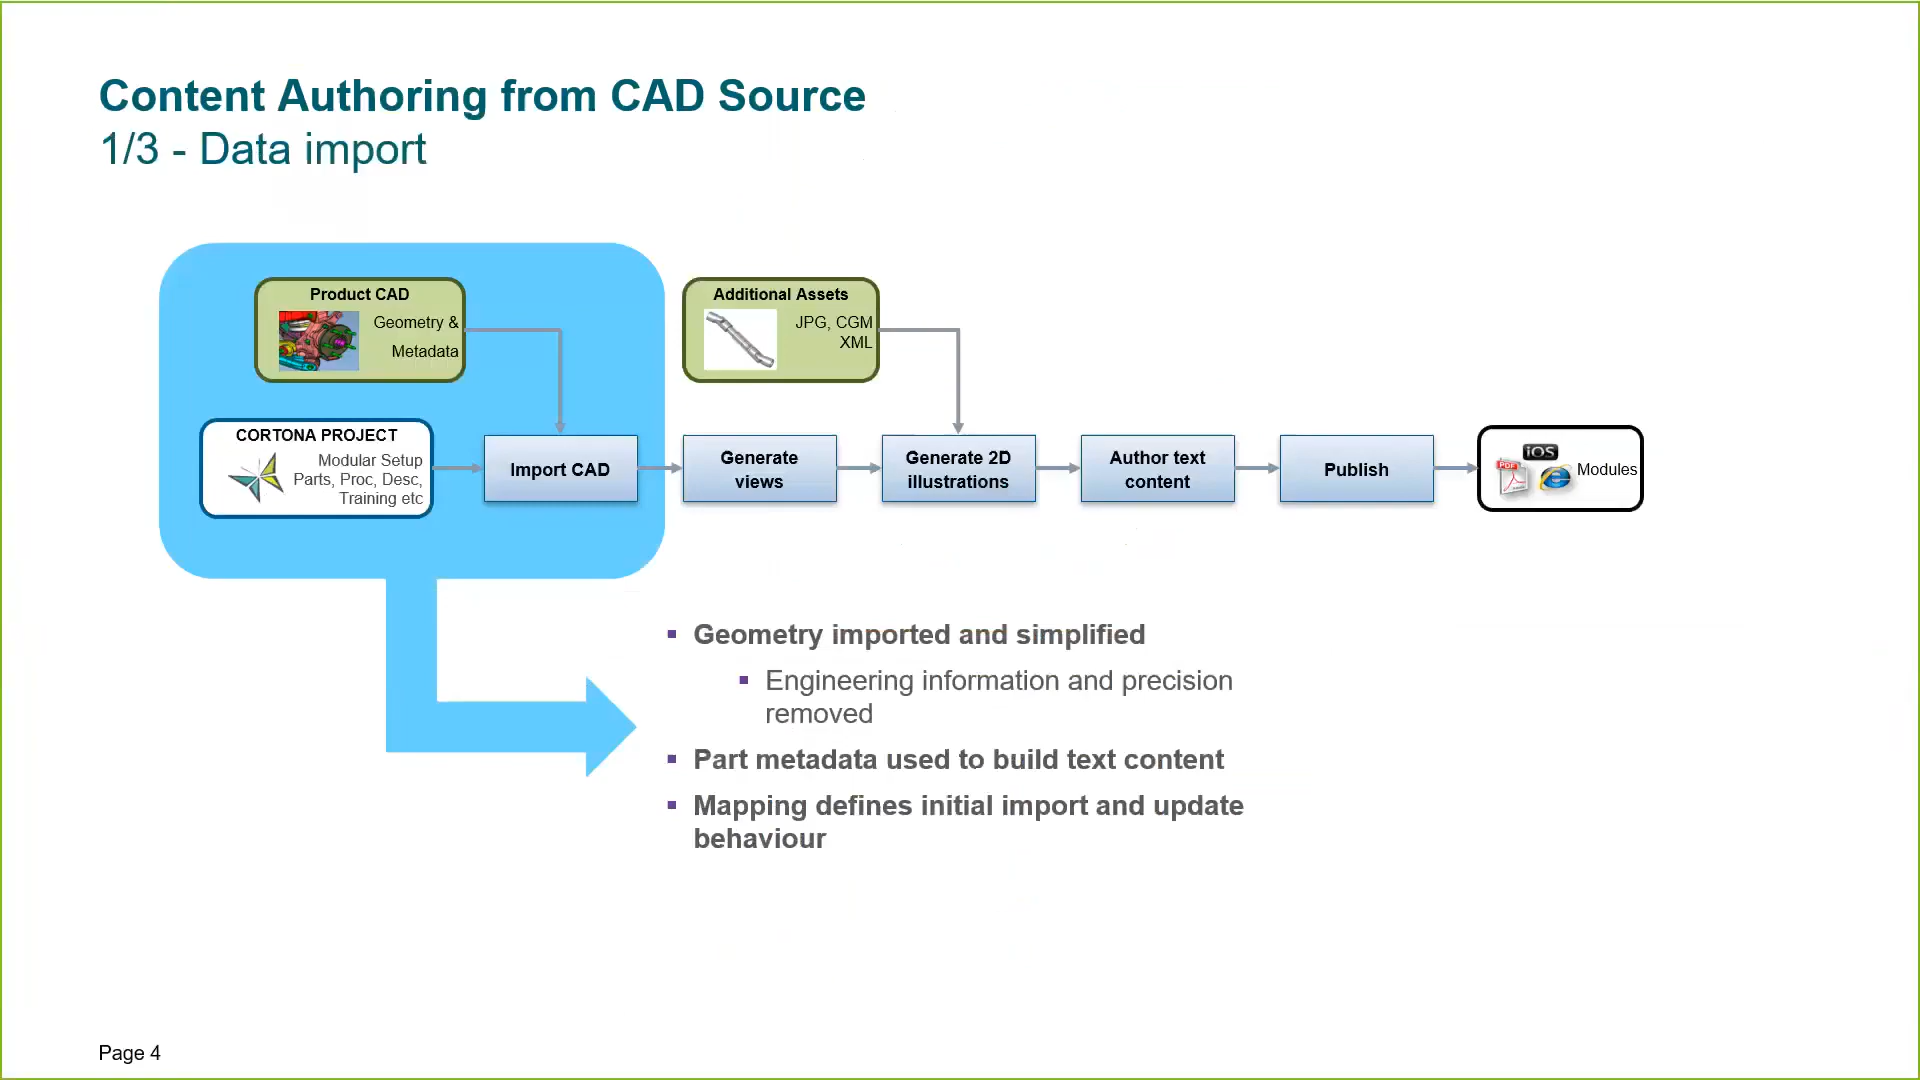 Content Authoring from CAD Source
1/3 - Data import
Product CAD
Geometry &
Metadata
Additional Assets
JPG, CGM
XML
CORTONA PROJECT
Modular Setup
Parts, Proc, Desc,
Training etc
Import CAD
Generate
views
Generate 2D
illustrations
Author text
content
Publish
iOS
PDF
Modules
▪ Geometry imported and simplified
▪ Engineering information and precision
removed
▪ Part metadata used to build text content
▪ Mapping defines initial import and update
behaviour
Page 4